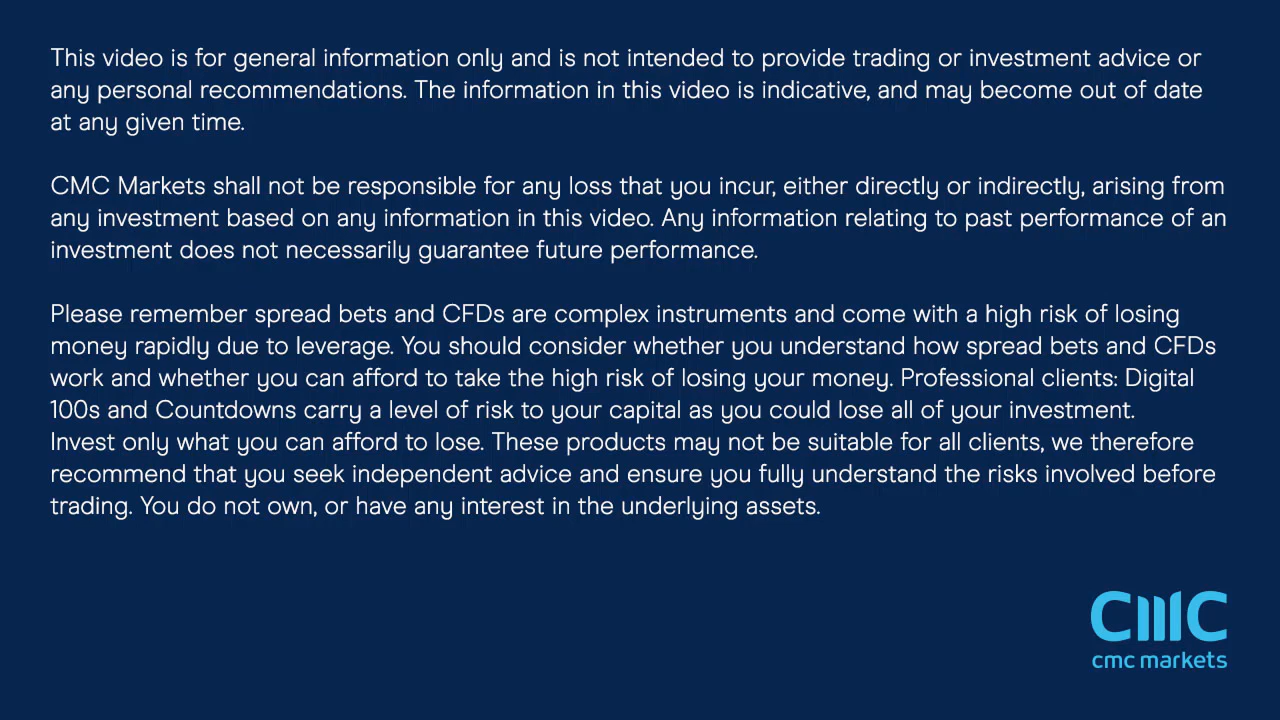 This video is for general information only and is not intended to provide trading or investment advice or
any personal recommendations. The information in this video is indicative, and may become out of date
at any given time.
CMC Markets shall not be responsible for any loss that you incur, either directly or indirectly, arising from
any investment based on any information in this video. Any information relating to past performance of an
investment does not necessarily guarantee future performance.
Please remember spread bets and CFDs are complex instruments and come with a high risk of losing
money rapidly due to leverage. You should consider whether you understand how spread bets and CFDs
work and whether you can afford to take the high risk of losing your money. Professional clients: Digital
100s and Countdowns carry a level of risk to your capital as you could lose all of your investment.
Invest only what you can afford to lose. These products may not be suitable for all clients, we therefore
recommend that you seek independent advice and ensure you fully understand the risks involved before
trading. You do not own, or have any interest in the underlying assets.
CMC
cmc markets